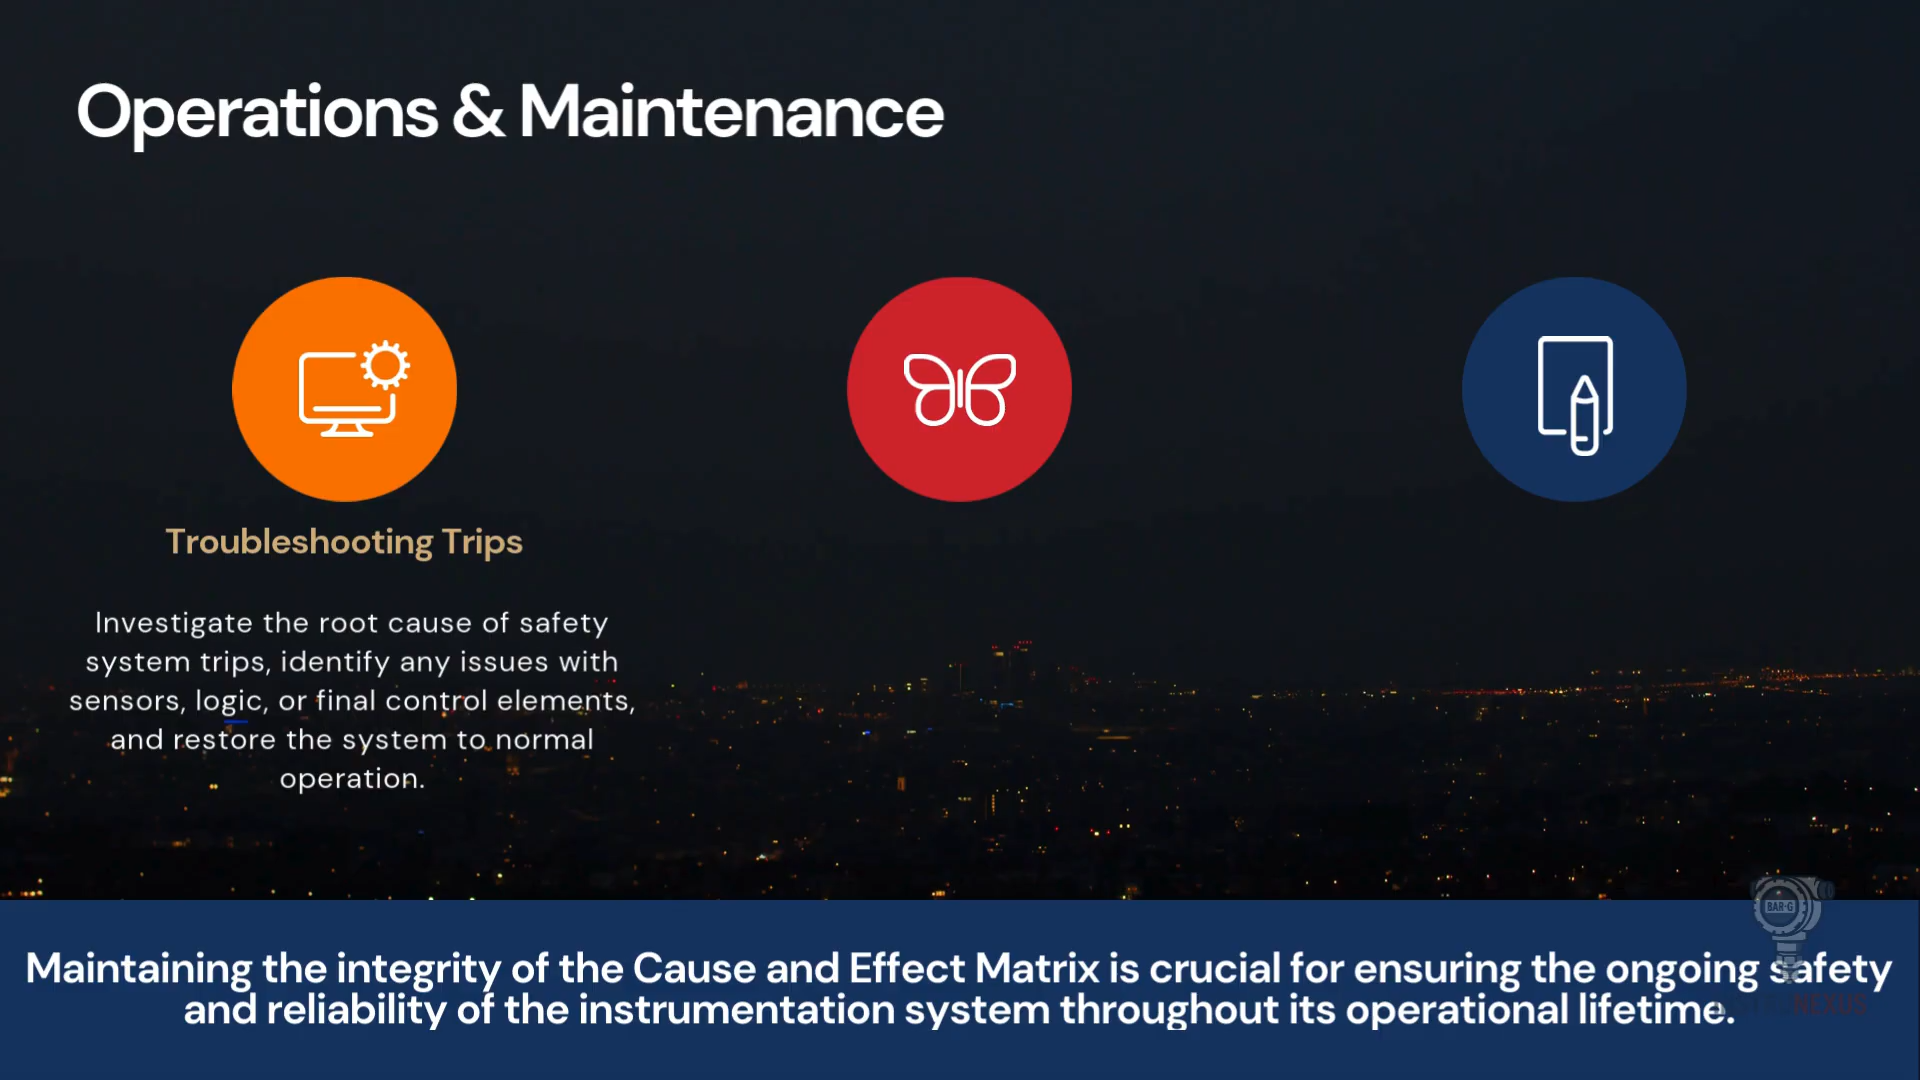 Operations & Maintenance
Troubleshooting Trips
Investigate the root cause of safety
system trips, identify any issues with
sensors, logic, or final control elements,
and restore the system to normal
operation.
BAR-G
Maintaining the integrity of the Cause and Effect Matrix is crucial for ensuring the ongoing safety
and reliability of the instrumentation system throughout its operational lifetime.
NEXUS